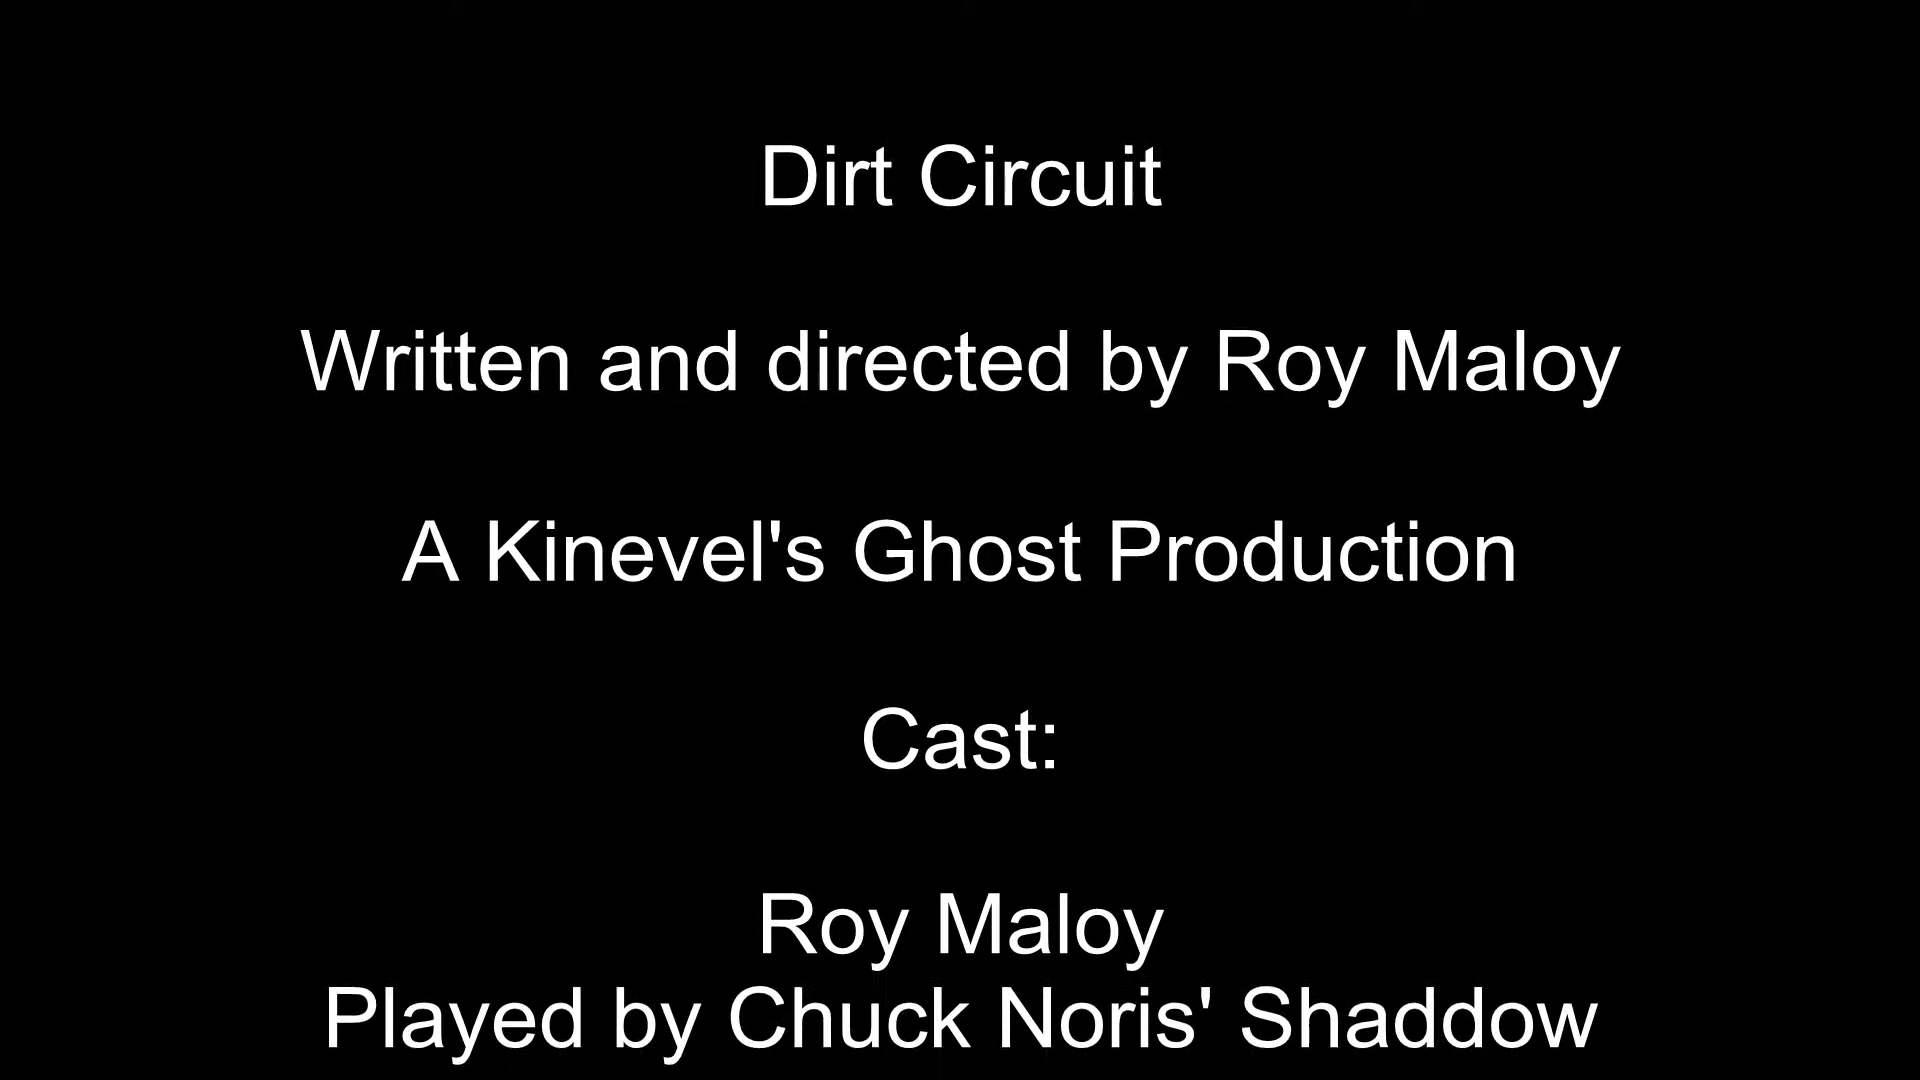 Dirt Circuit
Written and directed by Roy Maloy
A Kinevel's Ghost Production
Cast:
Roy Maloy
Played by Chuck Noris' Shaddow